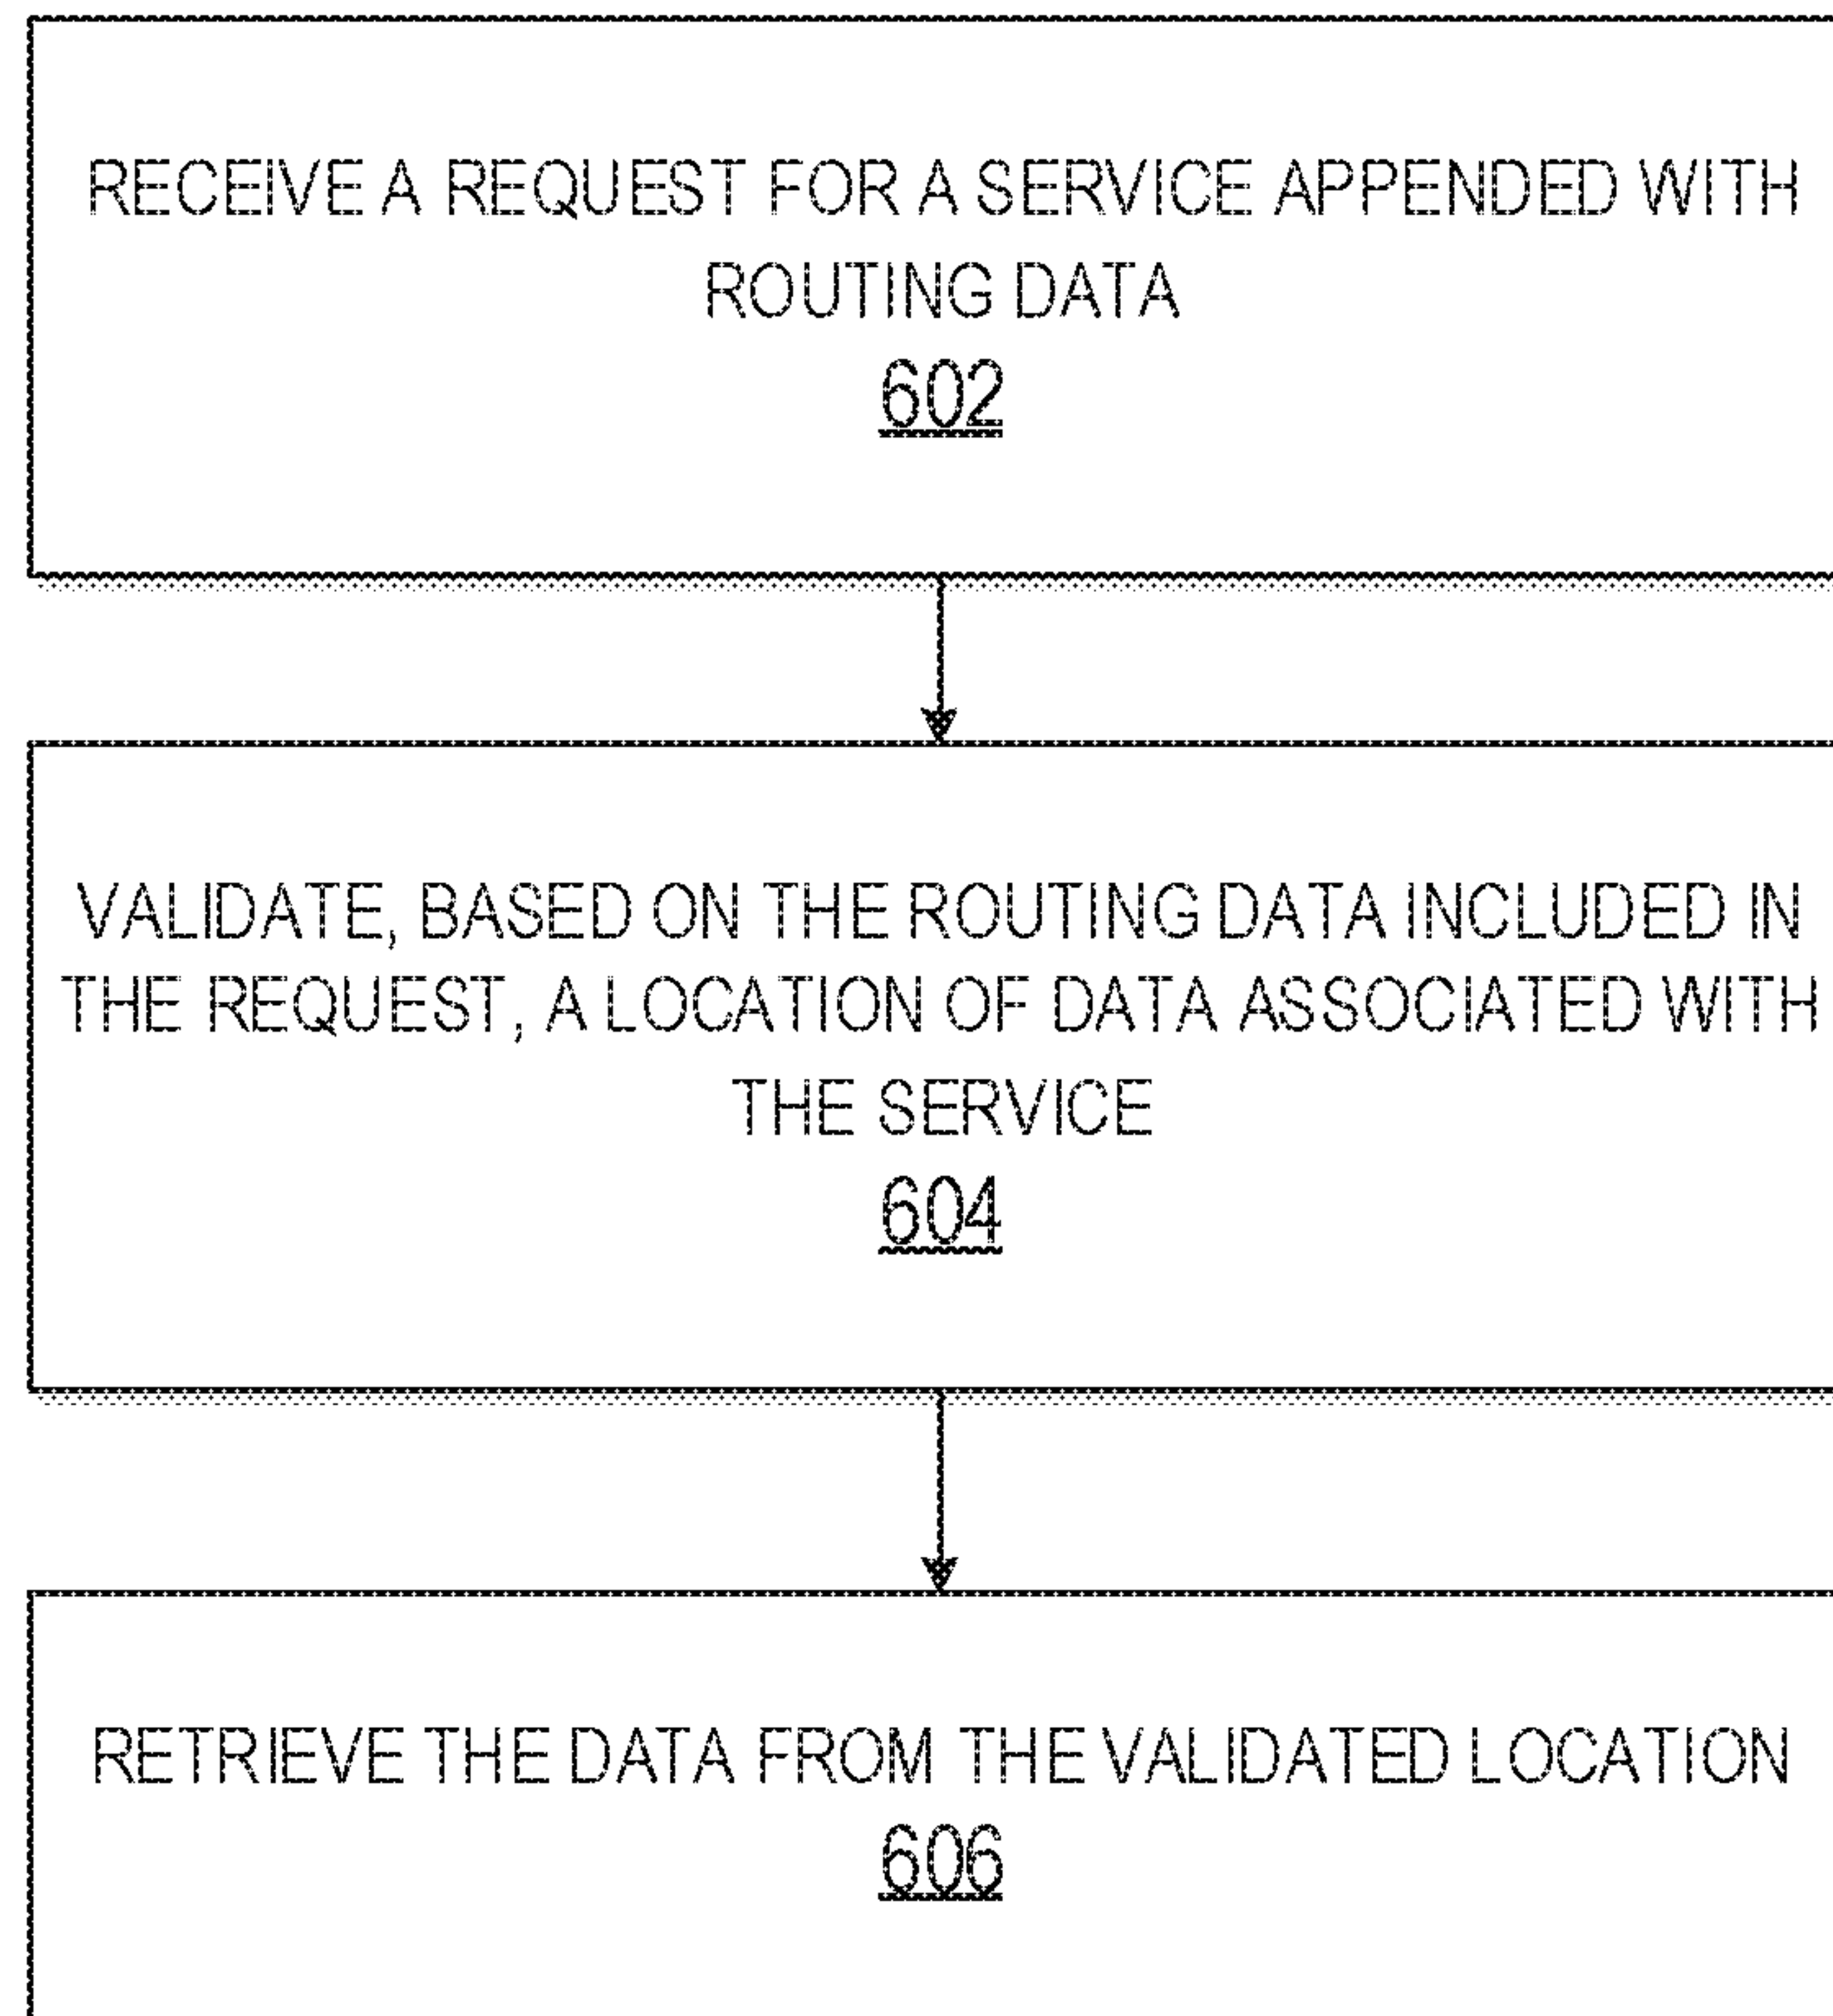 RECEIVE A REQUEST FOR A SERVICE APPENDED WITH
ROUTING DATA
602
VALIDATE, BASED ON THE ROUTING DATA INCLUDED IN
THE REQUEST, A LOCATION OF DATA ASSOCIATED WITH
THE SERVICE
604
RETRIEVE THE DATA FROM THE VALIDATED LOCATION
606